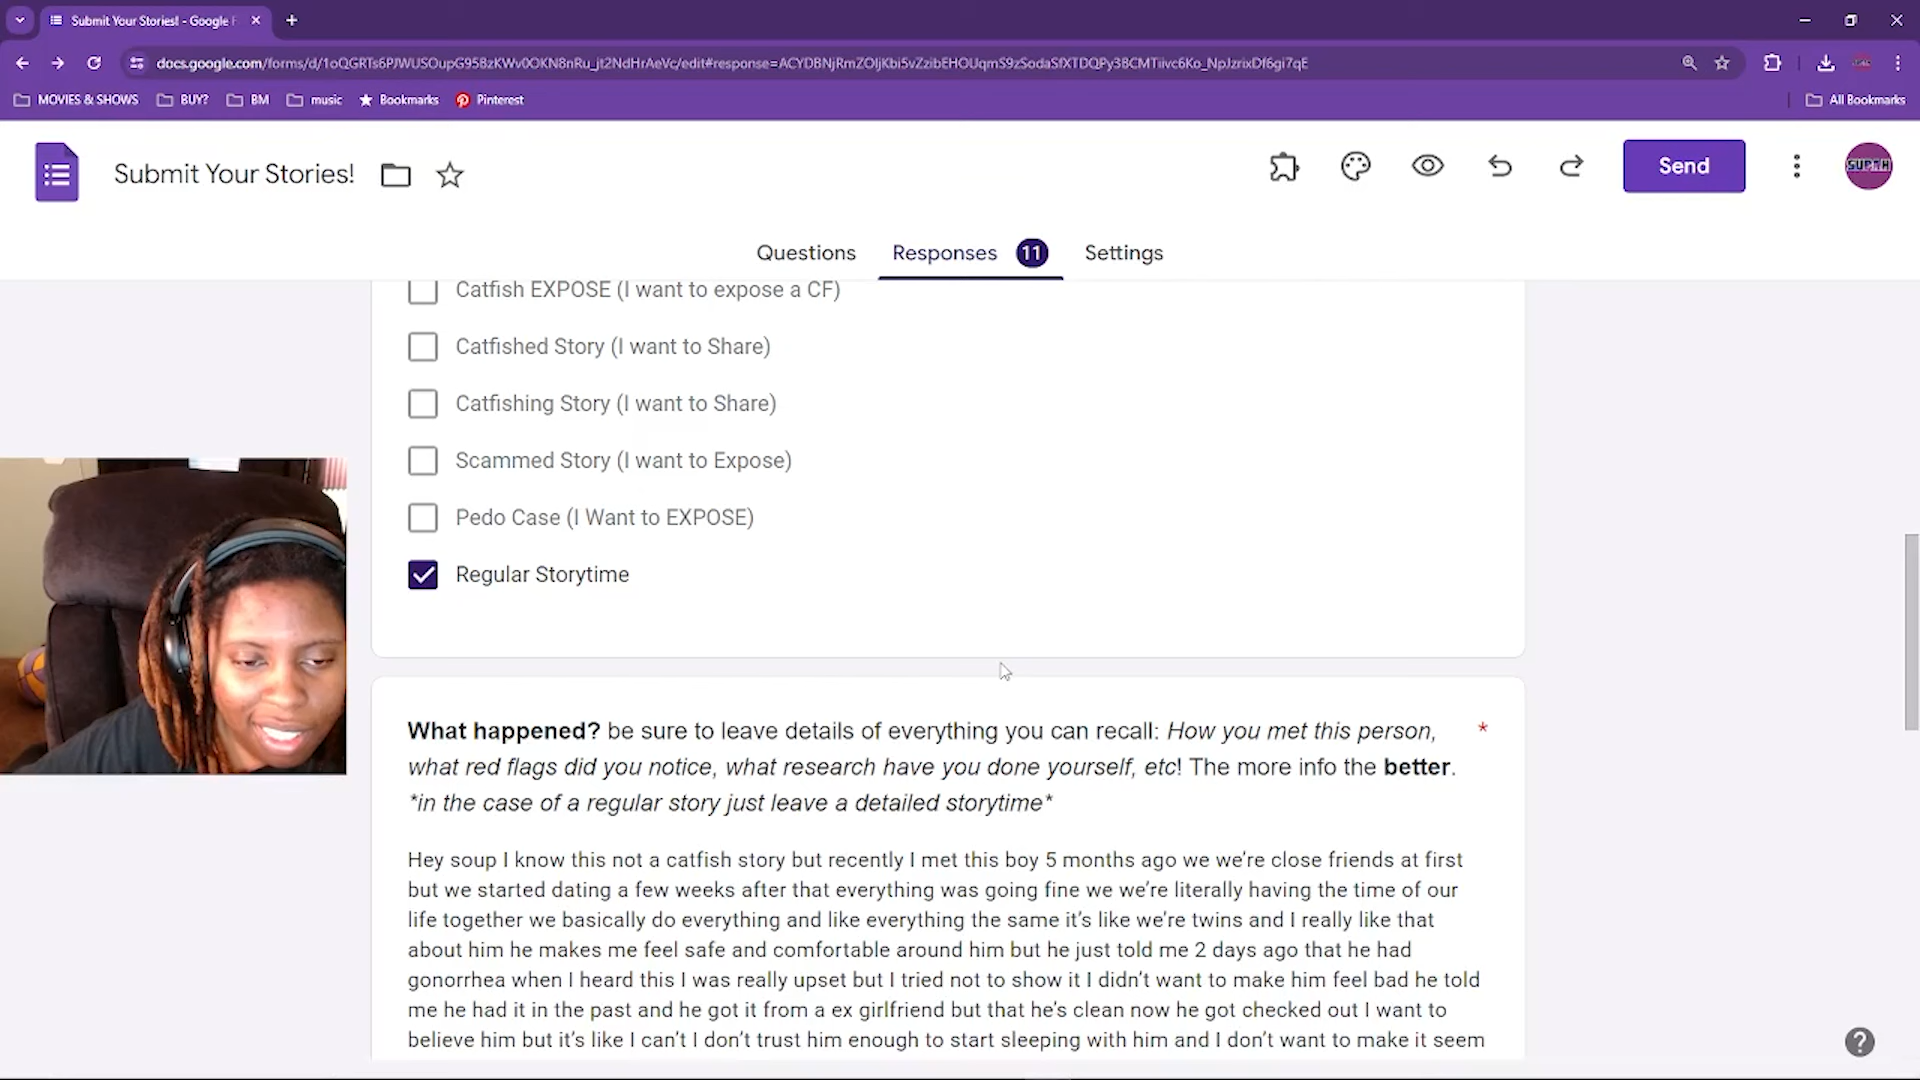 Submit Your Stories! - Google F
docs.google.com/forms/d/1oQGRTs6PJWUSOupG958zKWv0OKN8nRu_jt2NdHrAeVc/edit#response=ACYDBNjRmZOljKbi5vZzibEHOUqmS9zSodaSfXTDQPy38CMTiivc6Ko_NpJzrixDf6gi7qE
MOVIES & SHOWS BUY? BM music Bookmarks Pinterest All Bookmarks
Submit Your Stories! Send
Questions Responses 11 Settings
Catfish EXPOSE (I want to expose a CF)
Catfished Story (I want to Share)
Catfishing Story (I want to Share)
Scammed Story (I want to Expose)
Pedo Case (I Want to EXPOSE)
Regular Storytime
What happened? be sure to leave details of everything you can recall: How you met this person, *
what red flags did you notice, what research have you done yourself, etc! The more info the better.
*in the case of a regular story just leave a detailed storytime*
Hey soup I know this not a catfish story but recently I met this boy 5 months ago we we're close friends at first
but we started dating a few weeks after that everything was going fine we we're literally having the time of our
life together we basically do everything and like everything the same it's like we're twins and I really like that
about him he makes me feel safe and comfortable around him but he just told me 2 days ago that he had
gonorrhea when I heard this I was really upset but I tried not to show it I didn't want to make him feel bad he told
me he had it in the past and he got it from a ex girlfriend but that he's clean now he got checked out I want to
believe him but it's like I can't I don't trust him enough to start sleeping with him and I don't want to make it seem